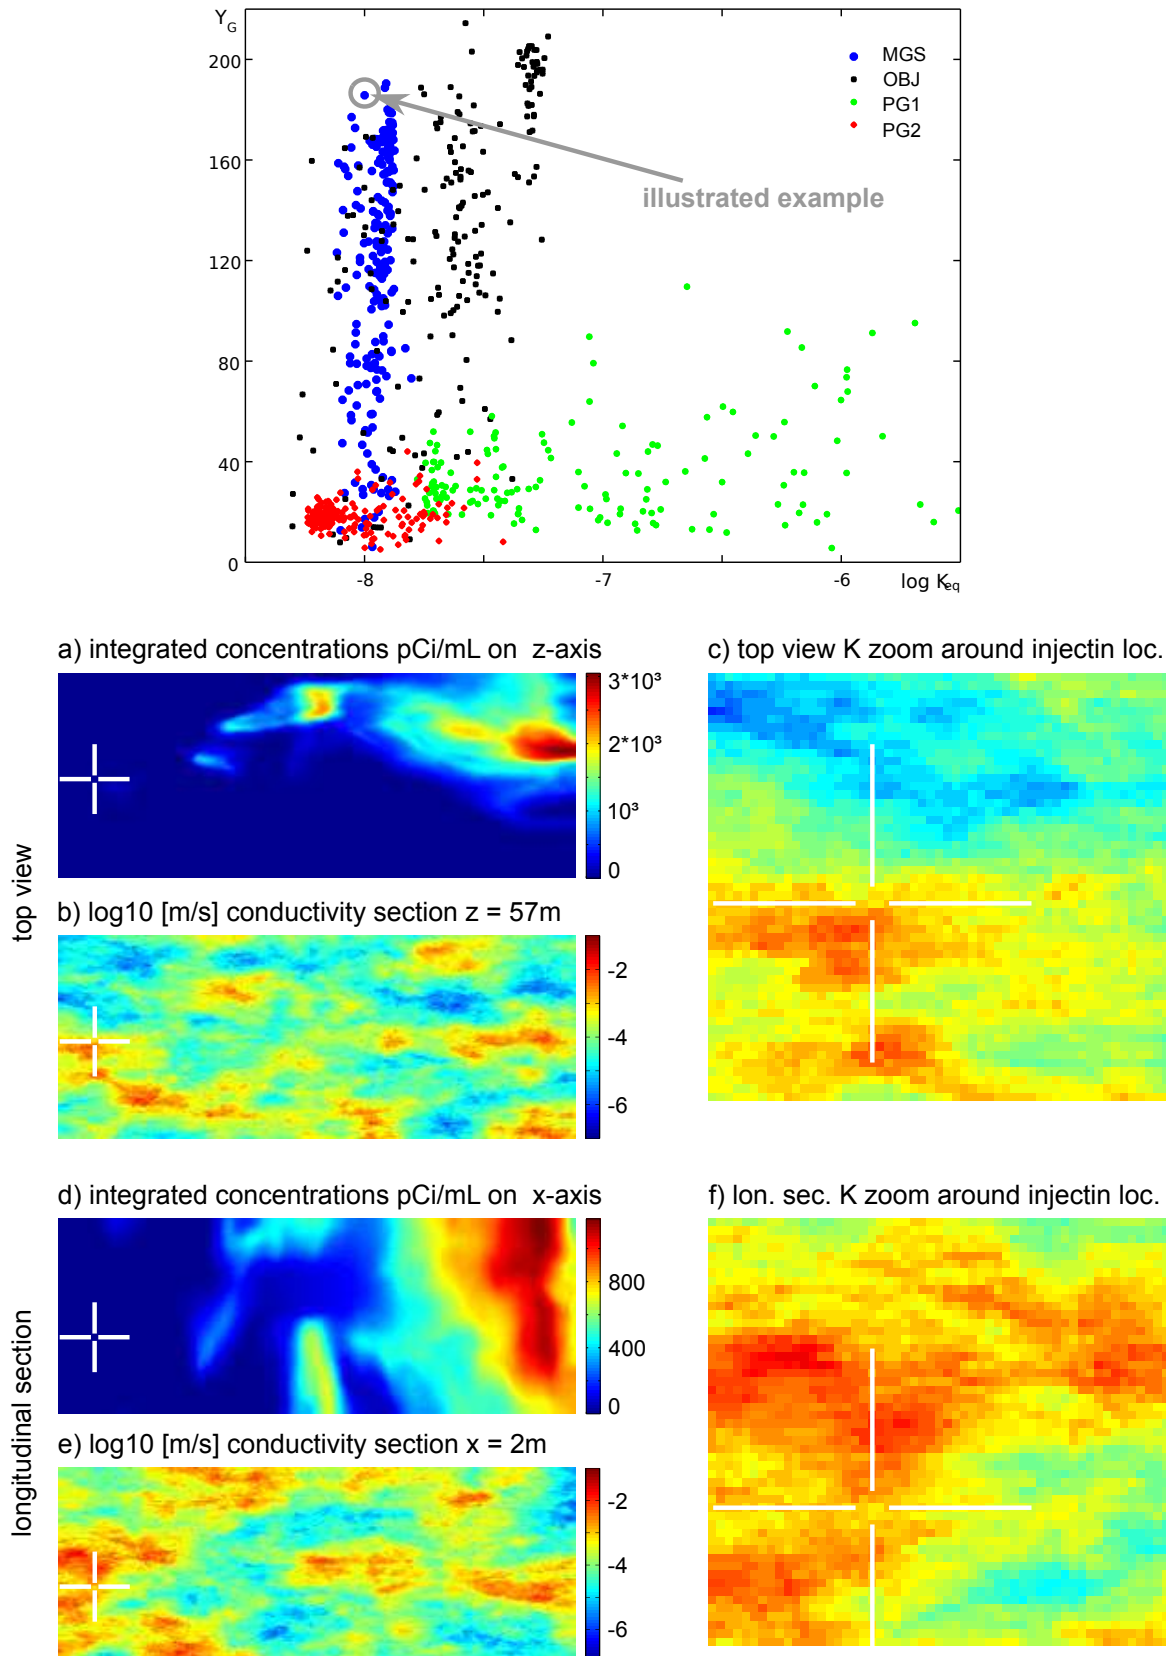 Y_G
200
160
120
80
40
0
-8
-7
-6
log K_eq
MGS
OBJ
PG1
PG2
illustrated example
a) integrated concentrations pCi/mL on z-axis
3*10³
2*10³
10³
0
c) top view K zoom around injectin loc.
top view
b) log10 [m/s] conductivity section z = 57m
-2
-4
-6
d) integrated concentrations pCi/mL on x-axis
800
400
0
f) lon. sec. K zoom around injectin loc.
longitudinal section
e) log10 [m/s] conductivity section x = 2m
-2
-4
-6